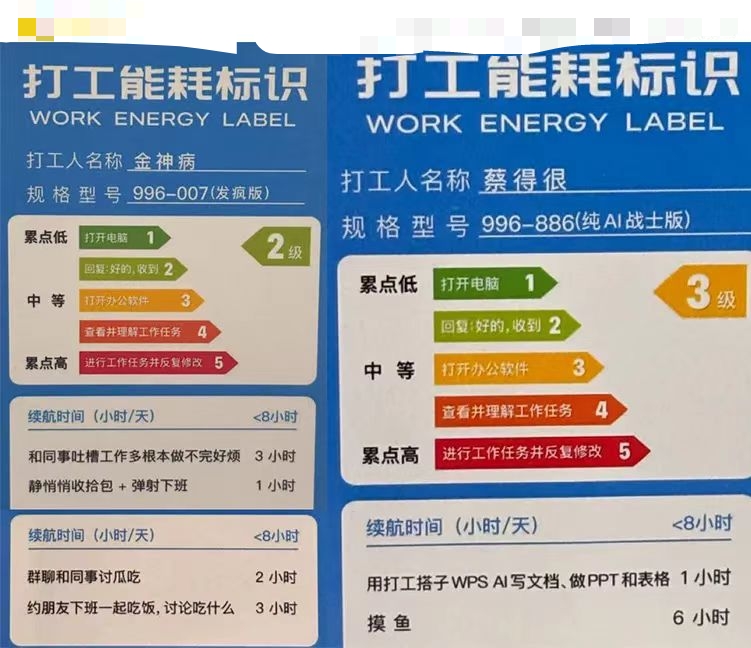 打工能耗标识
WORK ENERGY LABEL
打工人名称 金神病
规格型号 996-007(发疯版)
累点低 打开电脑 1
2级
回复:好的,收到 2
中等 打开办公软件 3
查看并理解工作任务 4
累点高 进行工作任务并反复修改 5
续航时间(小时/天) <8小时
和同事吐槽工作多根本做不完好烦 3 小时
静悄悄收拾包 + 弹射下班 1 小时
续航时间(小时/天) <8小时
群聊和同事讨瓜吃 2 小时
约朋友下班一起吃饭, 讨论吃什么 3 小时
打工能耗标识
WORK ENERGY LABEL
打工人名称 蔡得很
规格型号 996-886(纯AI战士版)
累点低 打开电脑 1
3级
回复:好的,收到 2
中等 打开办公软件 3
查看并理解工作任务 4
累点高 进行工作任务并反复修改 5
续航时间(小时/天) <8小时
用打工搭子WPS AI写文档、做PPT和表格 1 小时
摸鱼 6 小时